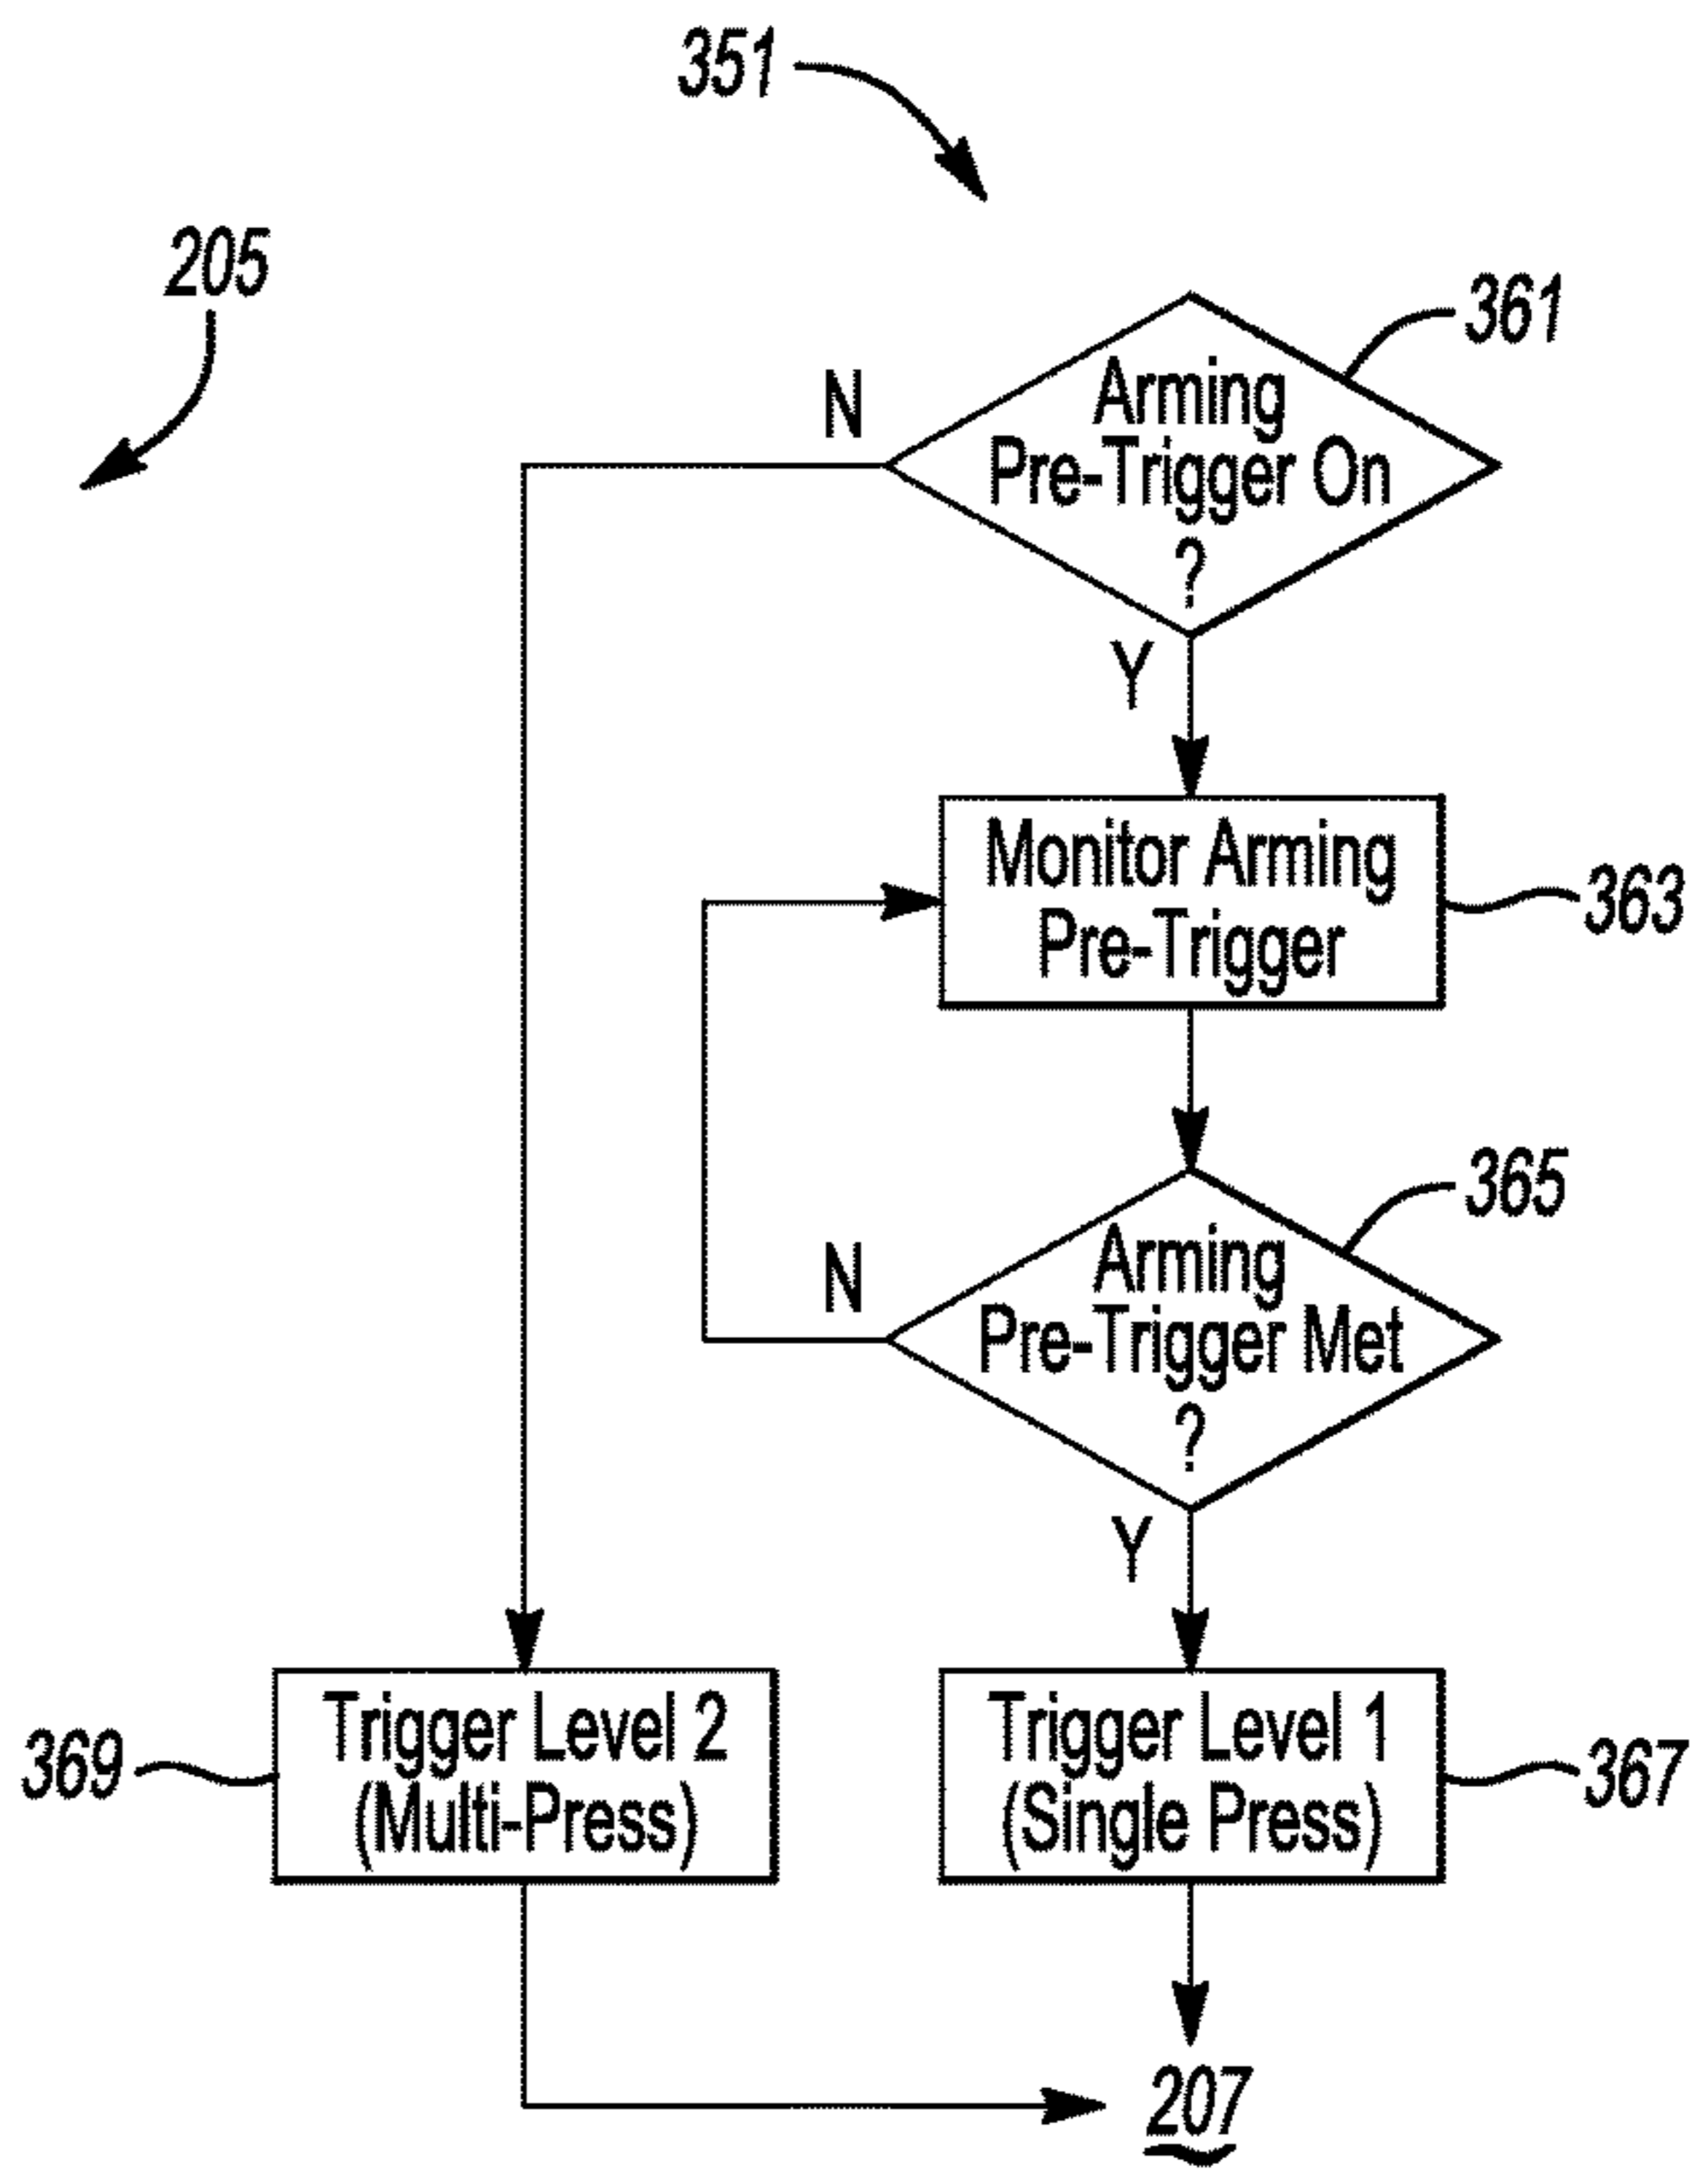 351
205
361
N
Arming
Pre-Trigger On
?
Y
Monitor Arming
Pre-Trigger
363
365
N
Arming
Pre-Trigger Met
?
Y
369
Trigger Level 2
(Multi-Press)
Trigger Level 1
(Single Press)
367
207